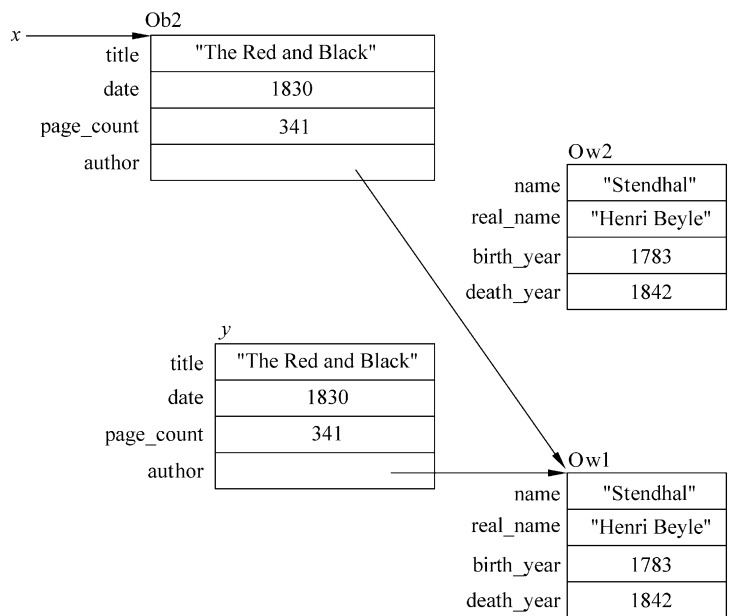 Ob2
x
title "The Red and Black"
date 1830
page_count 341
author
Ow2
name "Stendhal"
real_name "Henri Beyle"
birth_year 1783
death_year 1842
y
title "The Red and Black"
date 1830
page_count 341
author
Ow1
name "Stendhal"
real_name "Henri Beyle"
birth_year 1783
death_year 1842